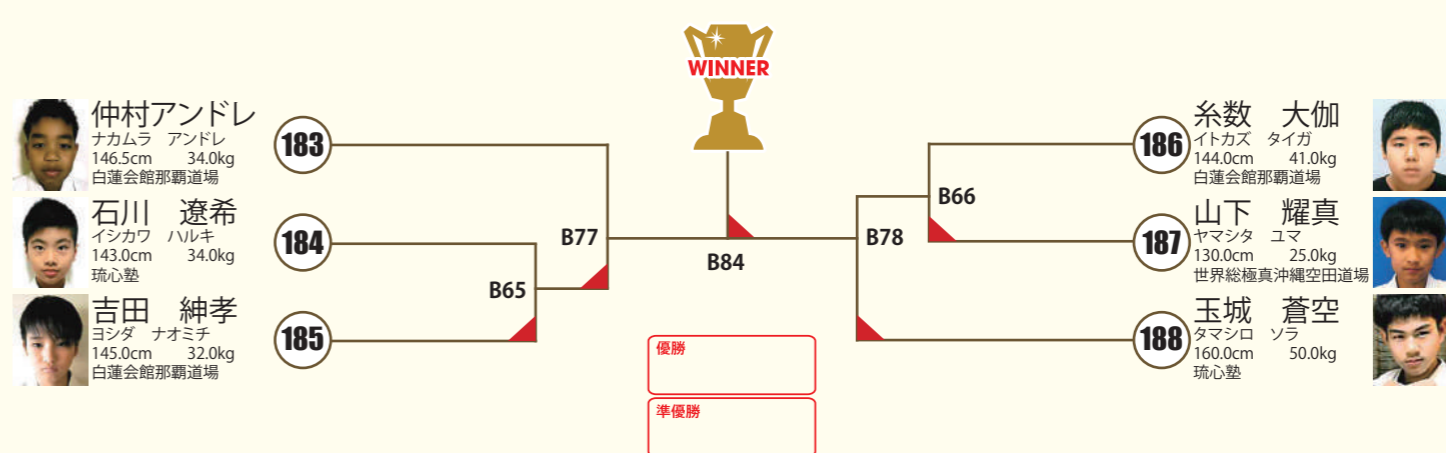 WINNER
仲村アンドレ
ナカムラ　アンドレ
146.5cm　34.0kg
白蓮会館那覇道場
183
石川　遼希
イシカワ　ハルキ
143.0cm　34.0kg
琉心塾
184
吉田　紳孝
ヨシダ　ナオミチ
145.0cm　32.0kg
白蓮会館那覇道場
185
B65
B77
B84
B78
B66
186
糸数　大伽
イトカズ　タイガ
144.0cm　41.0kg
白蓮会館那覇道場
187
山下　耀真
ヤマシタ　ユマ
130.0cm　25.0kg
世界総極真沖縄空田道場
188
玉城　蒼空
タマシロ　ソラ
160.0cm　50.0kg
琉心塾
優勝
準優勝